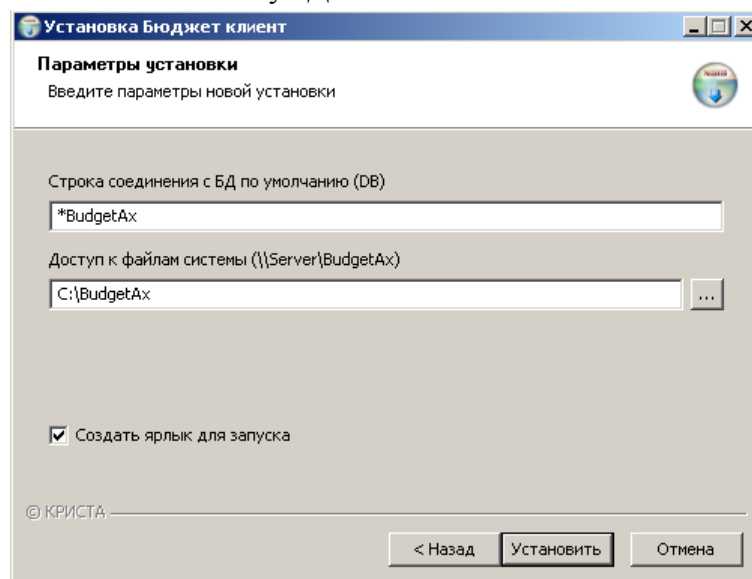 Установка Бюджет клиент
Параметры установки
Введите параметры новой установки
Строка соединения с БД по умолчанию (DB)
*BudgetAx
Доступ к файлам системы (\\Server\BudgetAx)
C:\BudgetAx
...
Создать ярлык для запуска
© КРИСТА
< Назад Установить Отмена